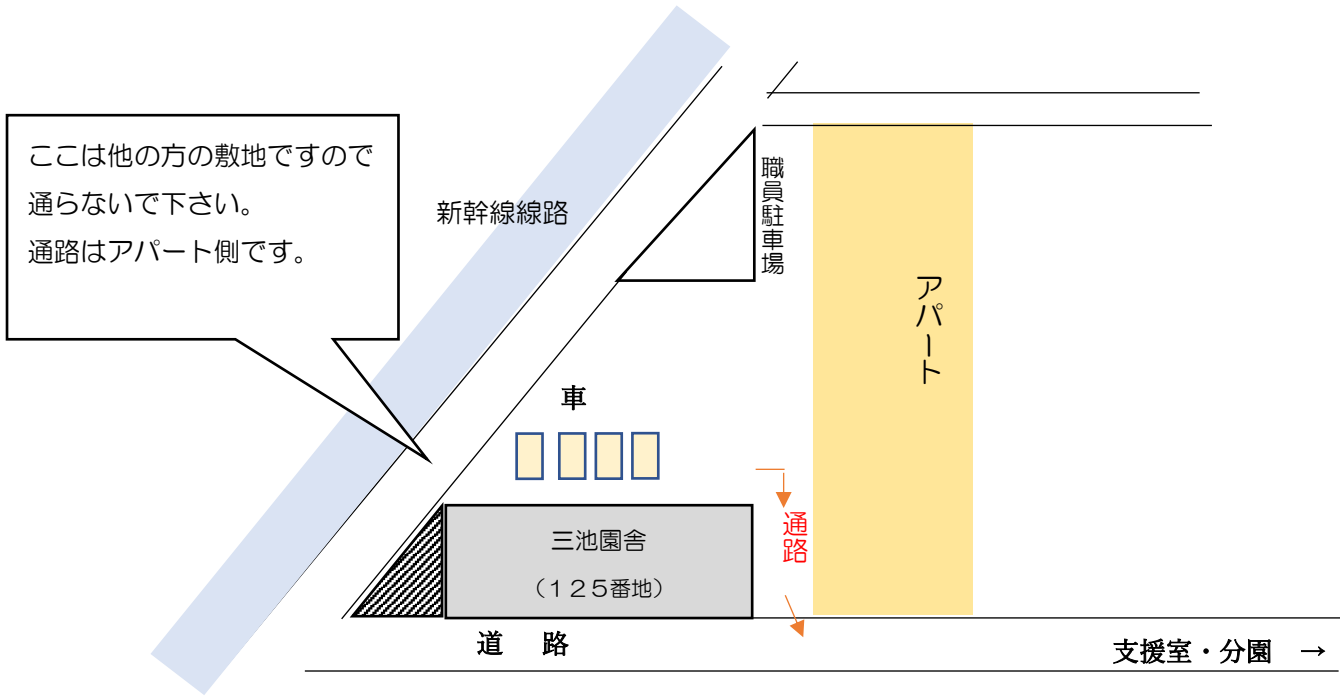 ここは他の方の敷地ですので
通らないで下さい。
通路はアパート側です。
新幹線線路
職員駐車場
アパート
車
通路
三池園舎
（１２５番地）
道　路
支援室・分園　→